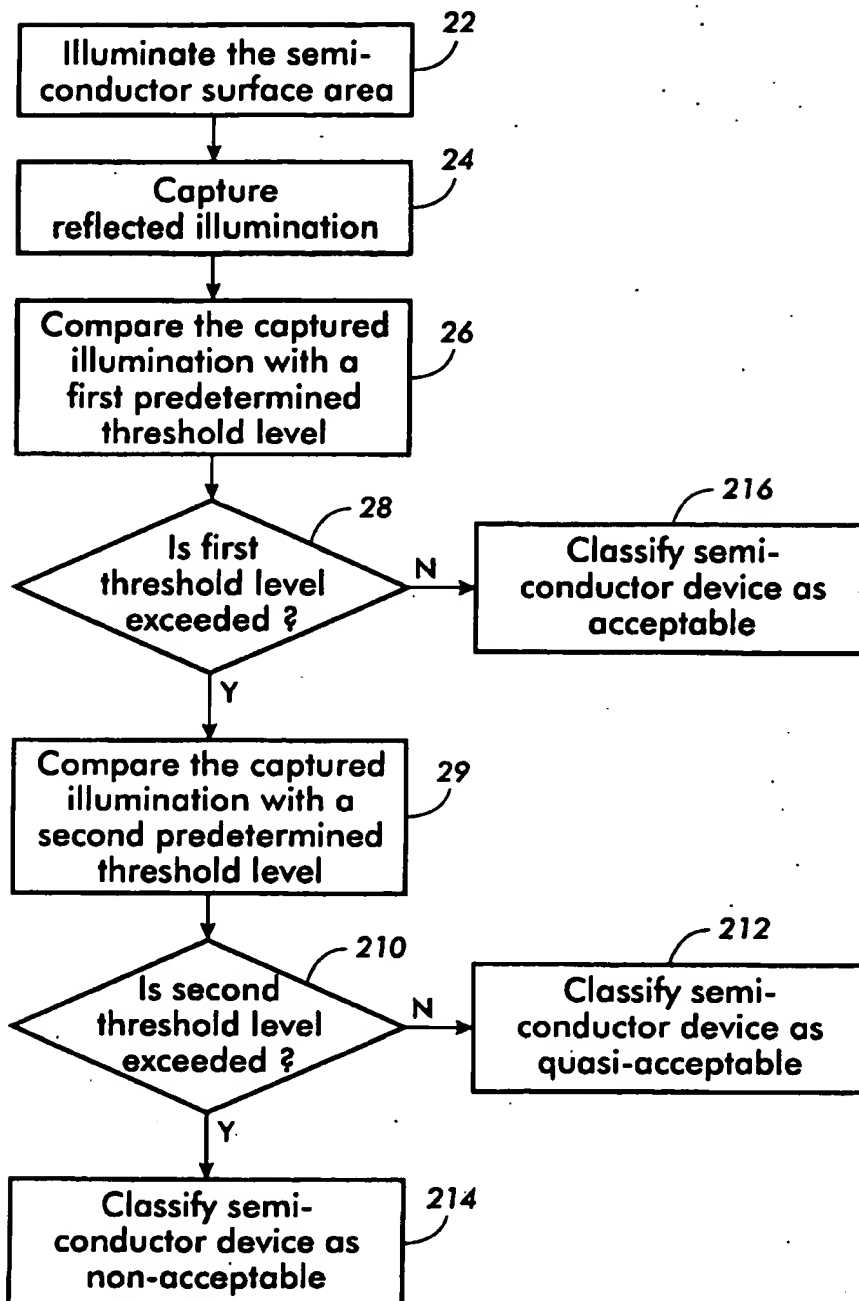 22
Illuminate the semi-
conductor surface area
24
Capture
reflected illumination
26
Compare the captured
illumination with a
first predetermined
threshold level
28
Is first
threshold level
exceeded ?
N
216
Classify semi-
conductor device as
acceptable
Y
29
Compare the captured
illumination with a
second predetermined
threshold level
210
Is second
threshold level
exceeded ?
N
212
Classify semi-
conductor device as
quasi-acceptable
Y
214
Classify semi-
conductor device as
non-acceptable